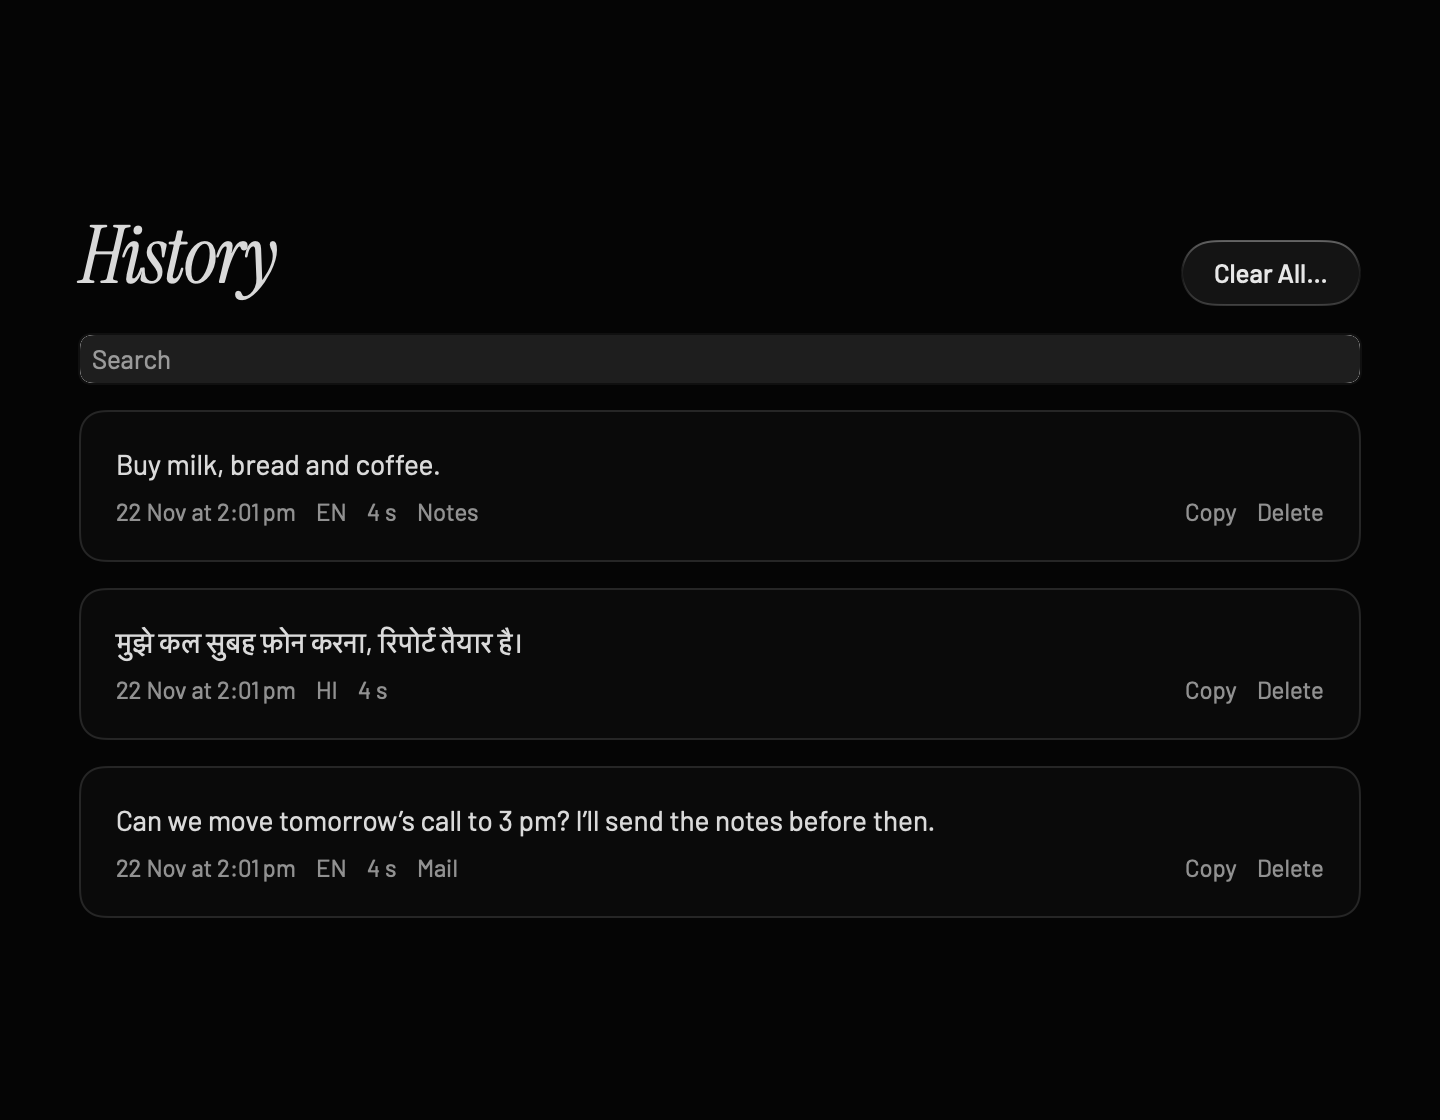 History
Clear All...
Search
Buy milk, bread and coffee.
22 Nov at 2:01 pm EN 4 s Notes Copy Delete
मुझे कल सुबह फ़ोन करना, रिपोर्ट तैयार है।
22 Nov at 2:01 pm HI 4 s Copy Delete
Can we move tomorrow’s call to 3 pm? I’ll send the notes before then.
22 Nov at 2:01 pm EN 4 s Mail Copy Delete